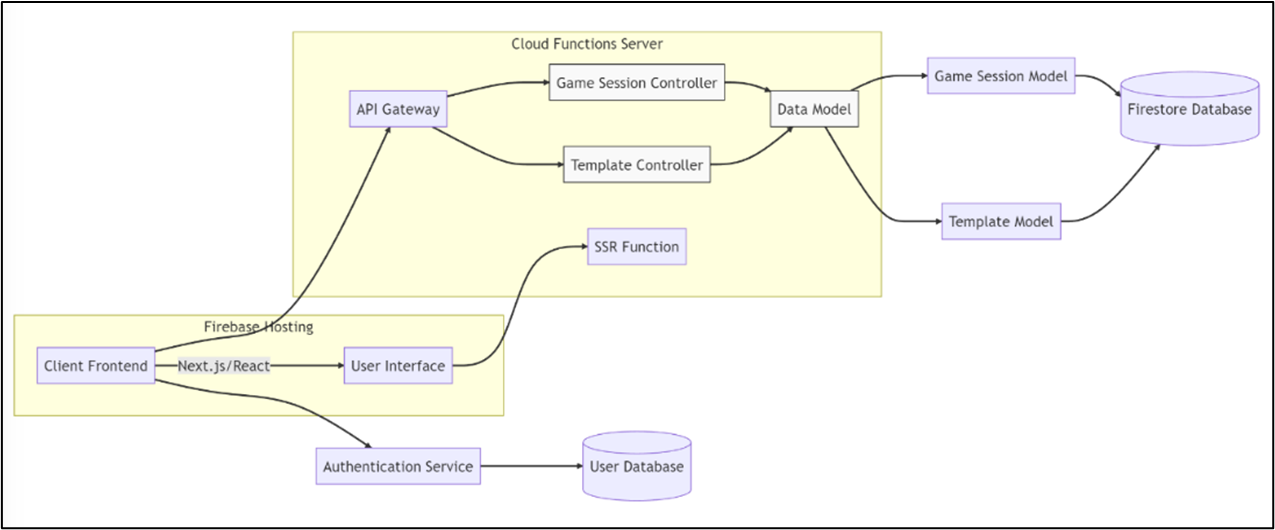 Cloud Functions Server
Game Session Controller
Game Session Model
API Gateway
Data Model
Firestore Database
Template Controller
Template Model
SSR Function
Firebase Hosting
Client Frontend
Next.js/React
User Interface
Authentication Service
User Database